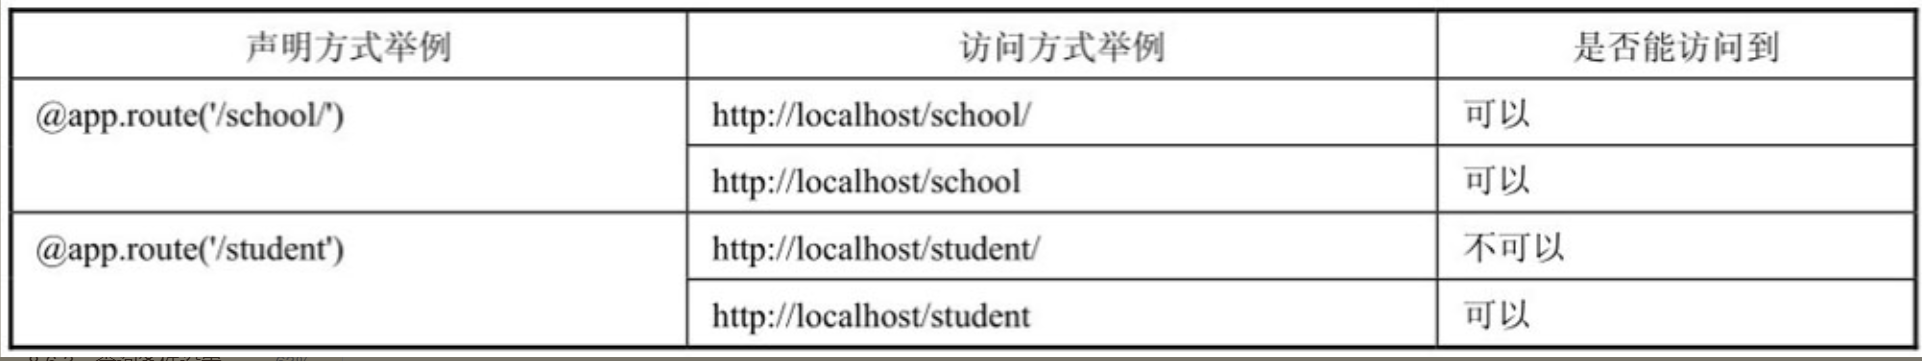 声明方式举例 访问方式举例 是否能访问到
@app.route('/school/') http://localhost/school/ 可以
http://localhost/school 可以
@app.route('/student') http://localhost/student/ 不可以
http://localhost/student 可以